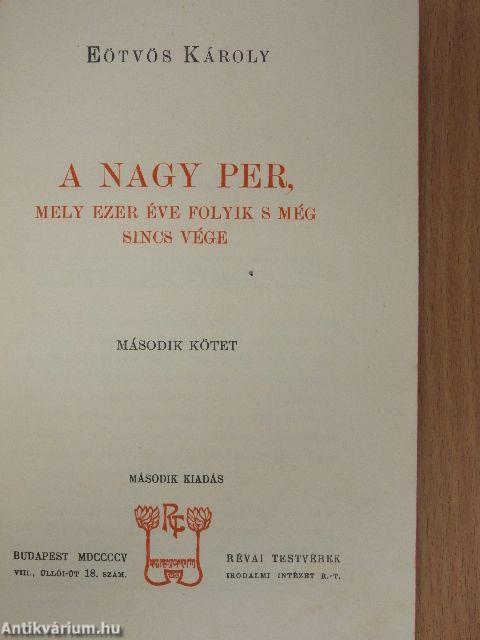 EÖTVÖS KÁROLY
A NAGY PER,
MELY EZER ÉVE FOLYIK S MÉG
SINCS VÉGE
MÁSODIK KÖTET
MÁSODIK KIADÁS
BUDAPEST MDCCCCV
VIII., ÜLLŐI-ÚT 18. SZÁM.
RÉVAI TESTVÉREK
IRODALMI INTÉZET R.-T.
Antikvárium.hu